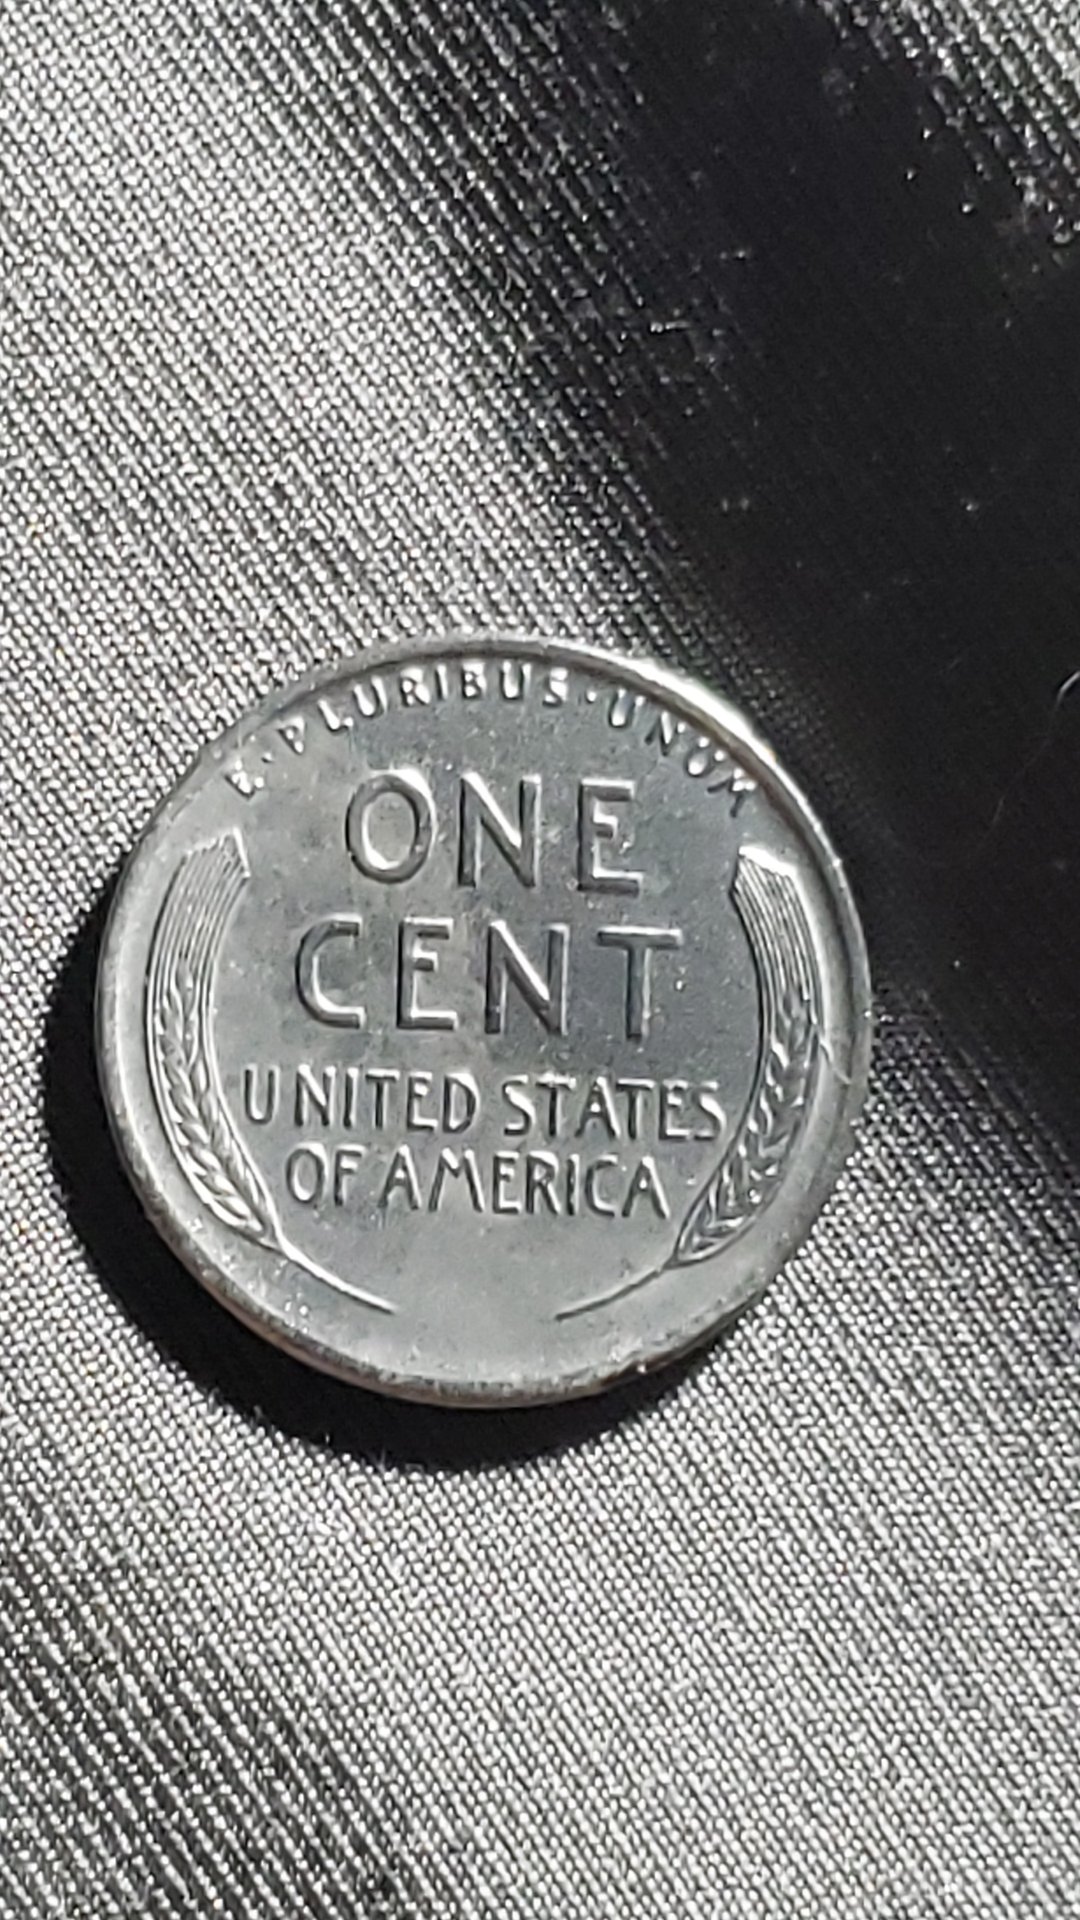 E·PLURIBUS·UNUM
ONE
CENT
UNITED STATES
OF AMERICA